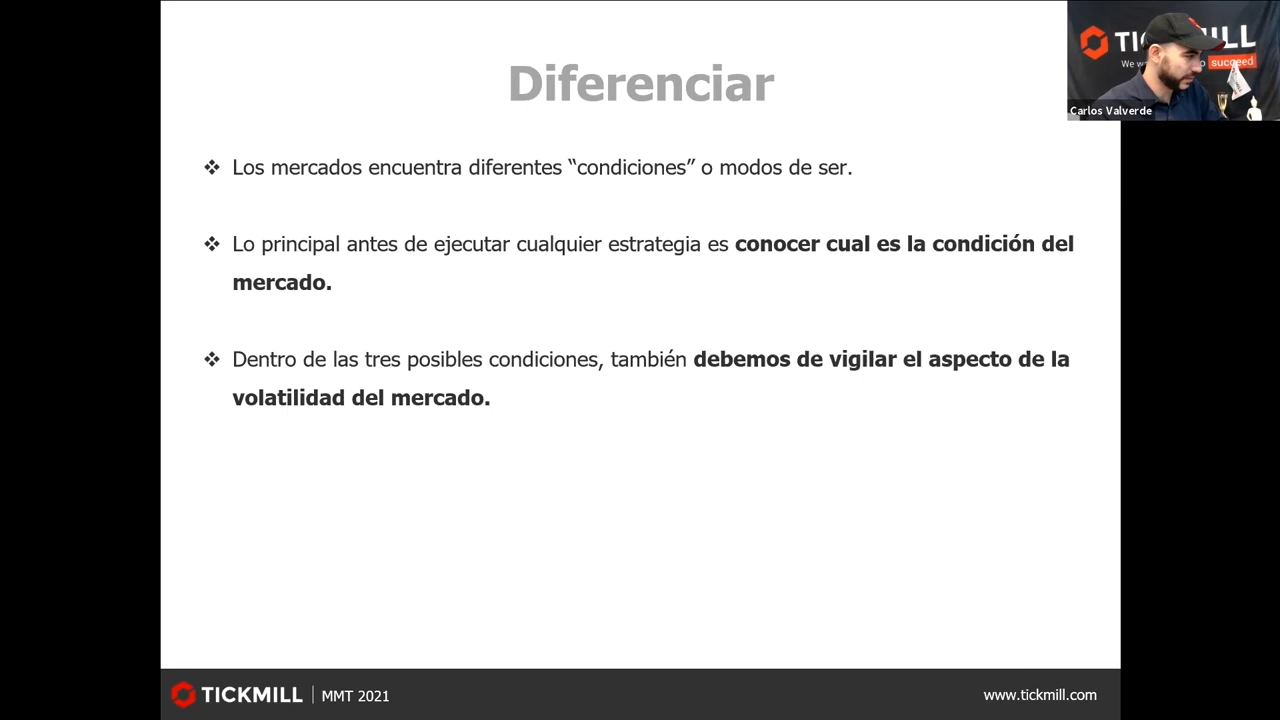 Diferenciar
❖ Los mercados encuentra diferentes “condiciones” o modos de ser.
❖ Lo principal antes de ejecutar cualquier estrategia es conocer cual es la condición del
mercado.
❖ Dentro de las tres posibles condiciones, también debemos de vigilar el aspecto de la
volatilidad del mercado.
TICKMILL | MMT 2021
www.tickmill.com
succeed
Carlos Valverde